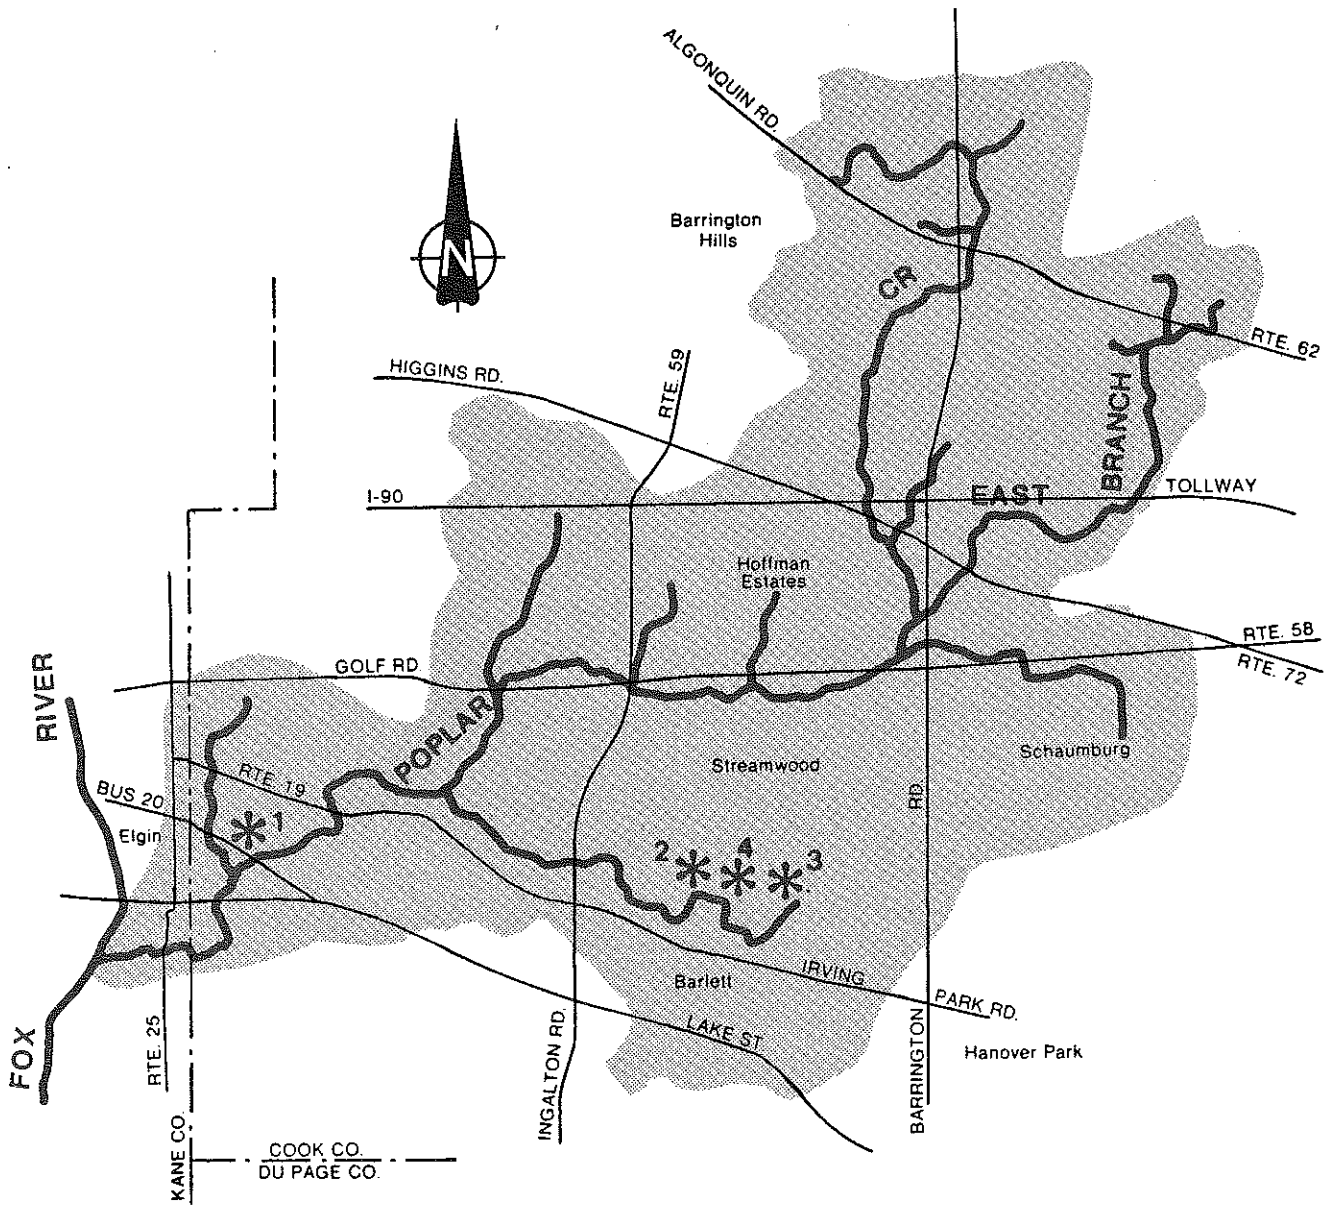 ALGONQUIN RD.
N
Barrington
Hills
CR
RTE. 62
HIGGINS RD.
RTE. 59
BRANCH
I-90
EAST
TOLLWAY
Hoffman
Estates
RTE. 58
RTE. 72
GOLF RD.
RIVER
POPLAR
Schaumburg
Streamwood
RTE. 19
BUS 20
RD.
Elgin
1
2
4
3
Barlett
IRVING
PARK RD.
LAKE ST
Hanover Park
FOX
RTE. 25
INGALTON RD.
BARRINGTON
KANE CO.
COOK CO.
DU PAGE CO.